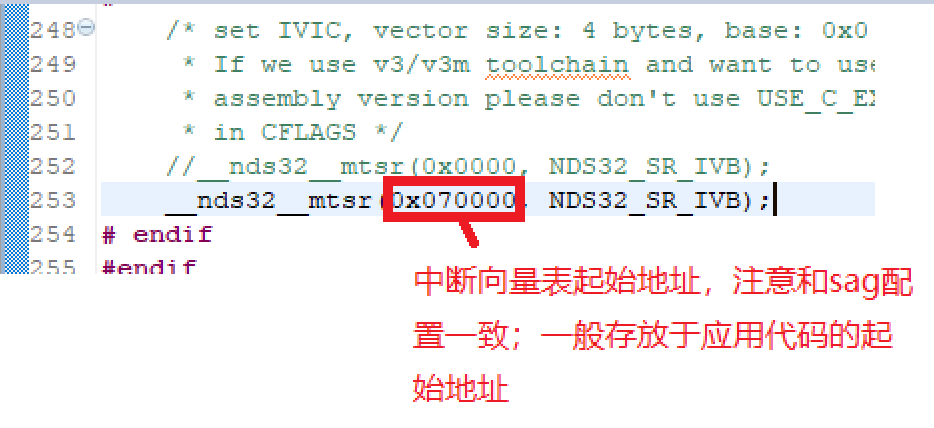 248 /* set IVIC, vector size: 4 bytes, base: 0x0
249 * If we use v3/v3m toolchain and want to use
250 * assembly version please don't use USE_C_EX
251 * in CFLAGS */
252 //__nds32__mtsr(0x0000, NDS32_SR_IVB);
253 __nds32__mtsr(0x070000, NDS32_SR_IVB);
254 # endif
255 #endif
中断向量表起始地址，注意和sag配
置一致；一般存放于应用代码的起
始地址